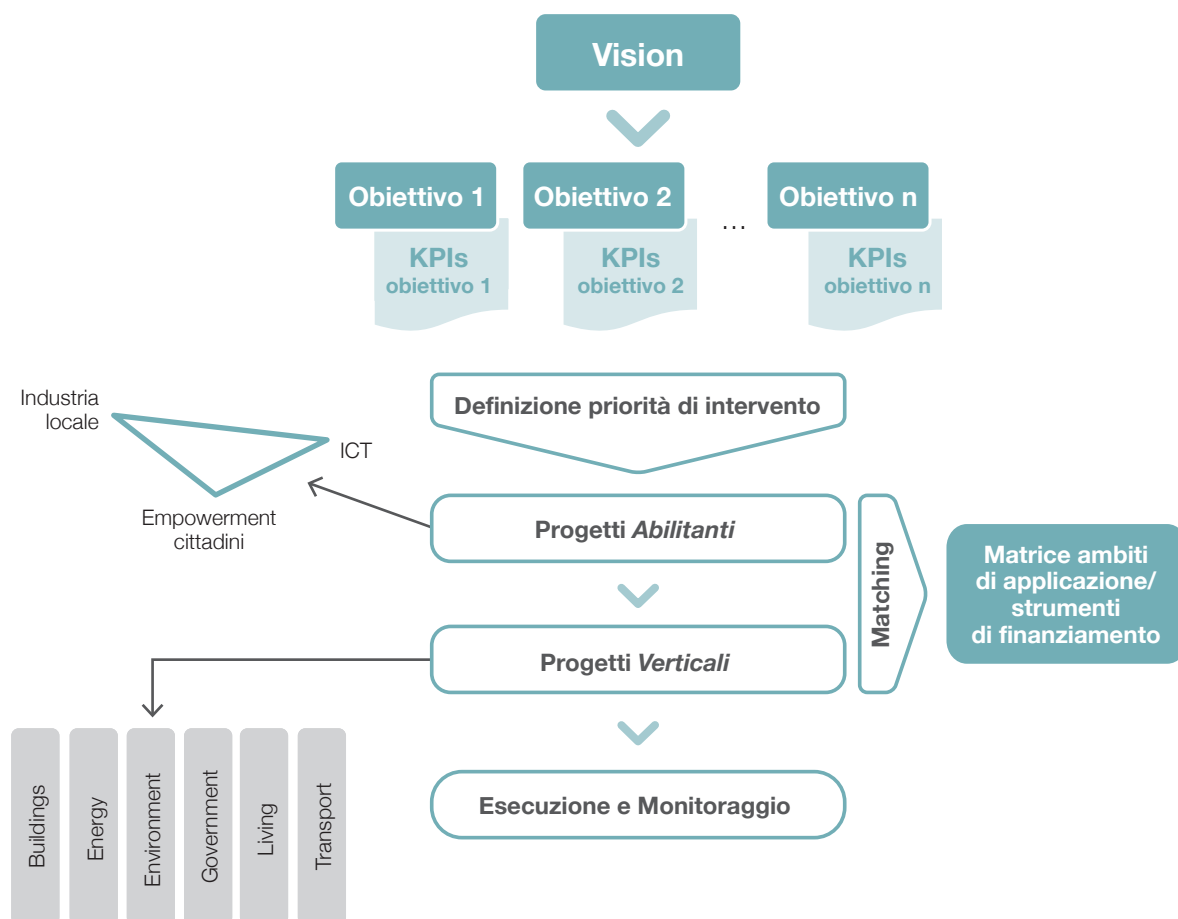 Vision
Obiettivo 1
Obiettivo 2
...
Obiettivo n
KPIs
obiettivo 1
KPIs
obiettivo 2
KPIs
obiettivo n
Definizione priorità di intervento
Industria
locale
ICT
Empowerment
cittadini
Progetti Abilitanti
Matching
Matrice ambiti
di applicazione/
strumenti
di finanziamento
Progetti Verticali
Buildings
Energy
Environment
Government
Living
Transport
Esecuzione e Monitoraggio